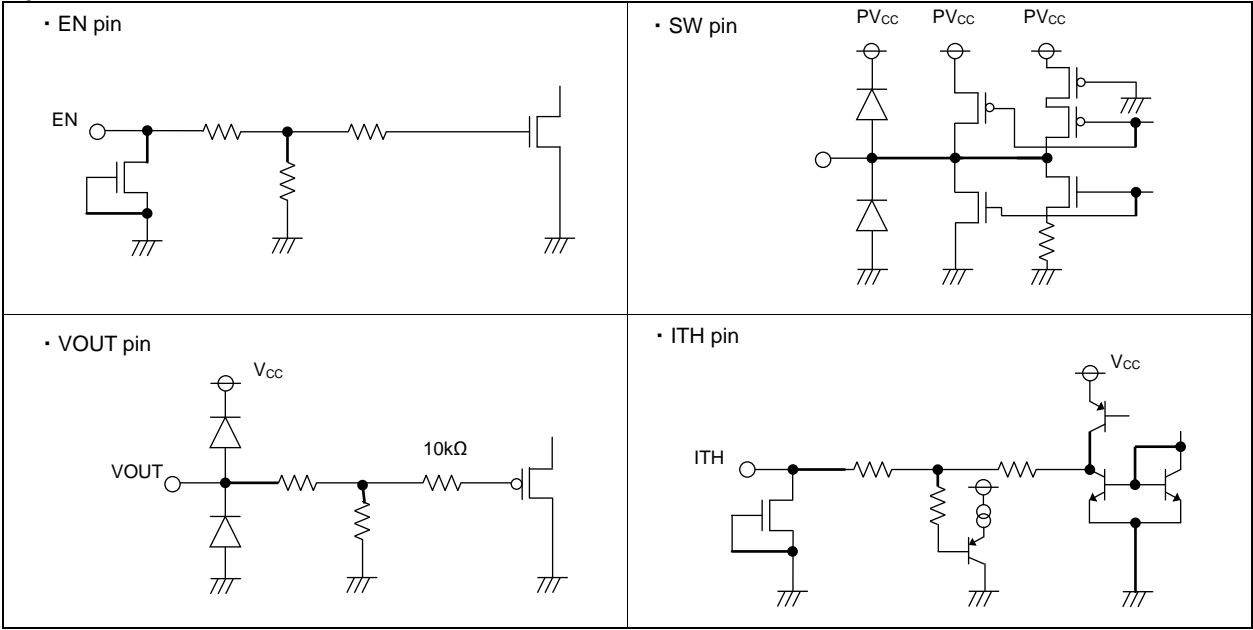 ・EN pin
EN
・SW pin
PVCC PVCC PVCC
・VOUT pin
VCC
VOUT
10kΩ
・ITH pin
VCC
ITH